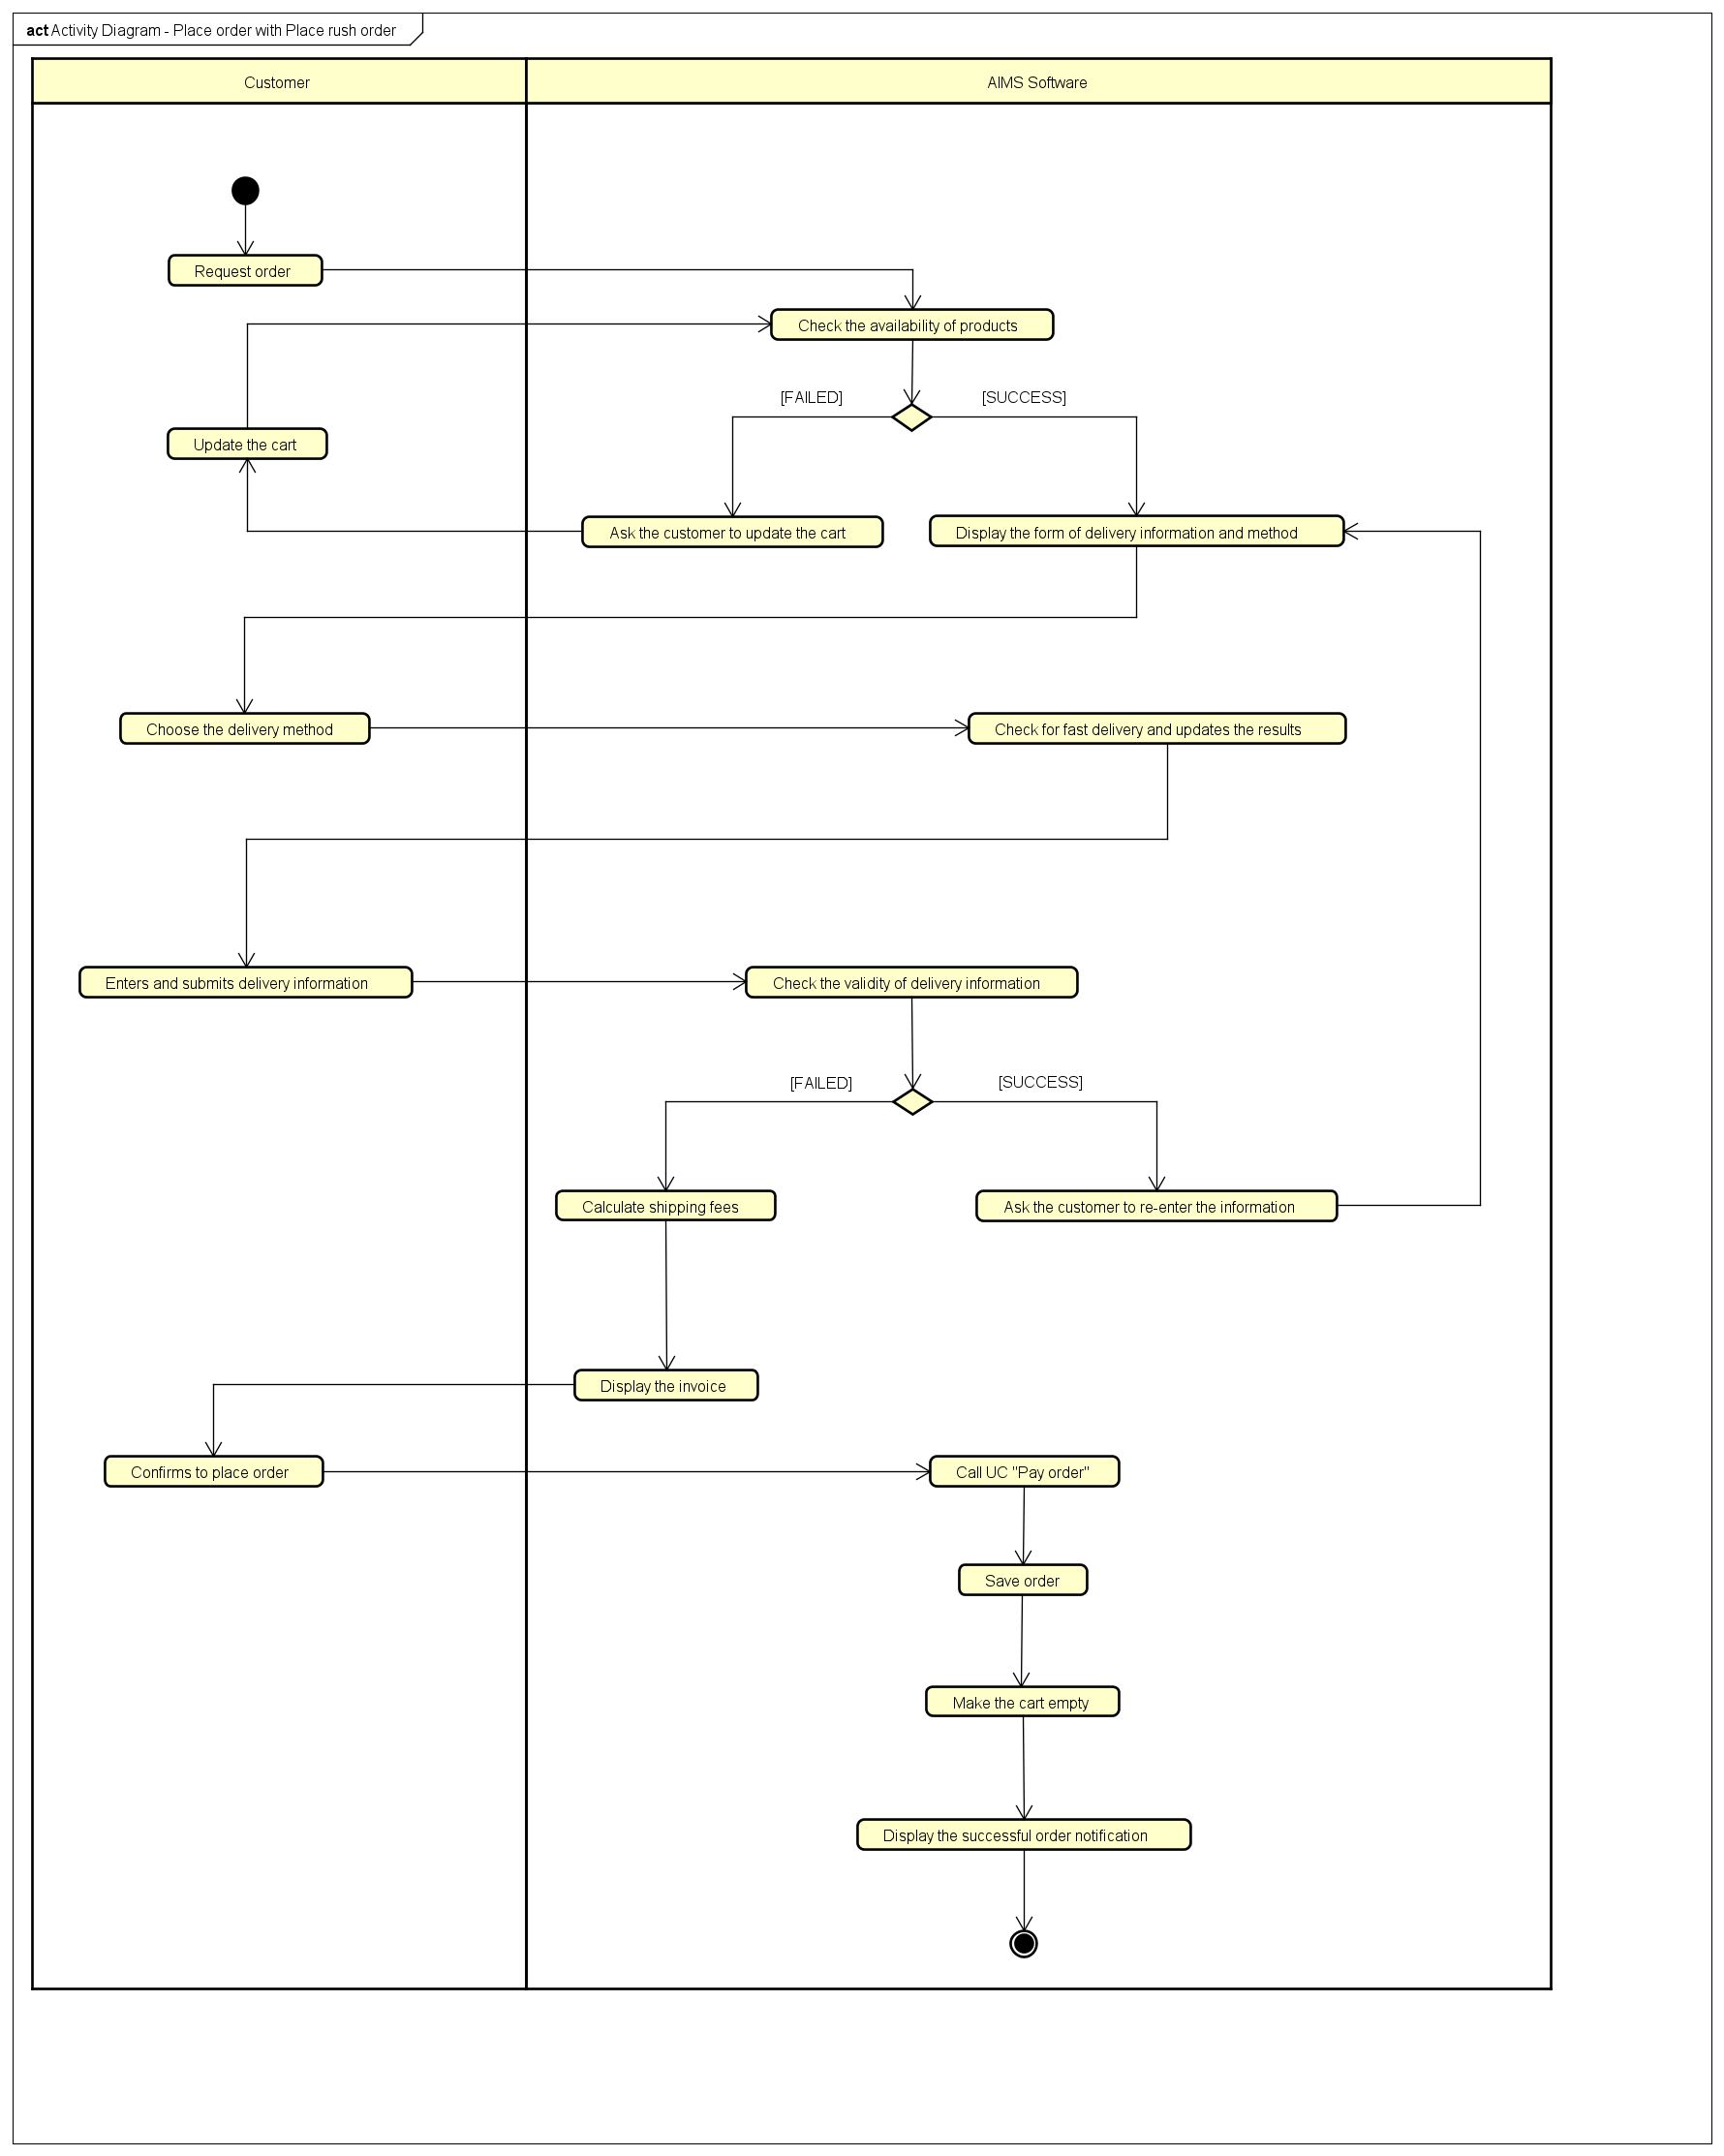 act Activity Diagram - Place order with Place rush order
Customer
AIMS Software
Request order
Check the availability of products
[FAILED]
[SUCCESS]
Update the cart
Ask the customer to update the cart
Display the form of delivery information and method
Choose the delivery method
Check for fast delivery and updates the results
Enters and submits delivery information
Check the validity of delivery information
[FAILED]
[SUCCESS]
Calculate shipping fees
Ask the customer to re-enter the information
Display the invoice
Confirms to place order
Call UC "Pay order"
Save order
Make the cart empty
Display the successful order notification